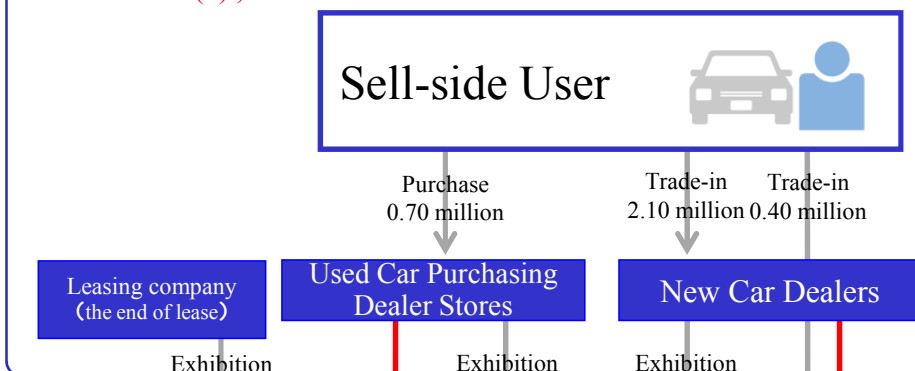 Sell-side User
Purchase
0.70 million
Trade-in
2.10 million
Trade-in
0.40 million
Leasing company
(the end of lease)
Used Car Purchasing
Dealer Stores
New Car Dealers
Exhibition
Exhibition
Exhibition